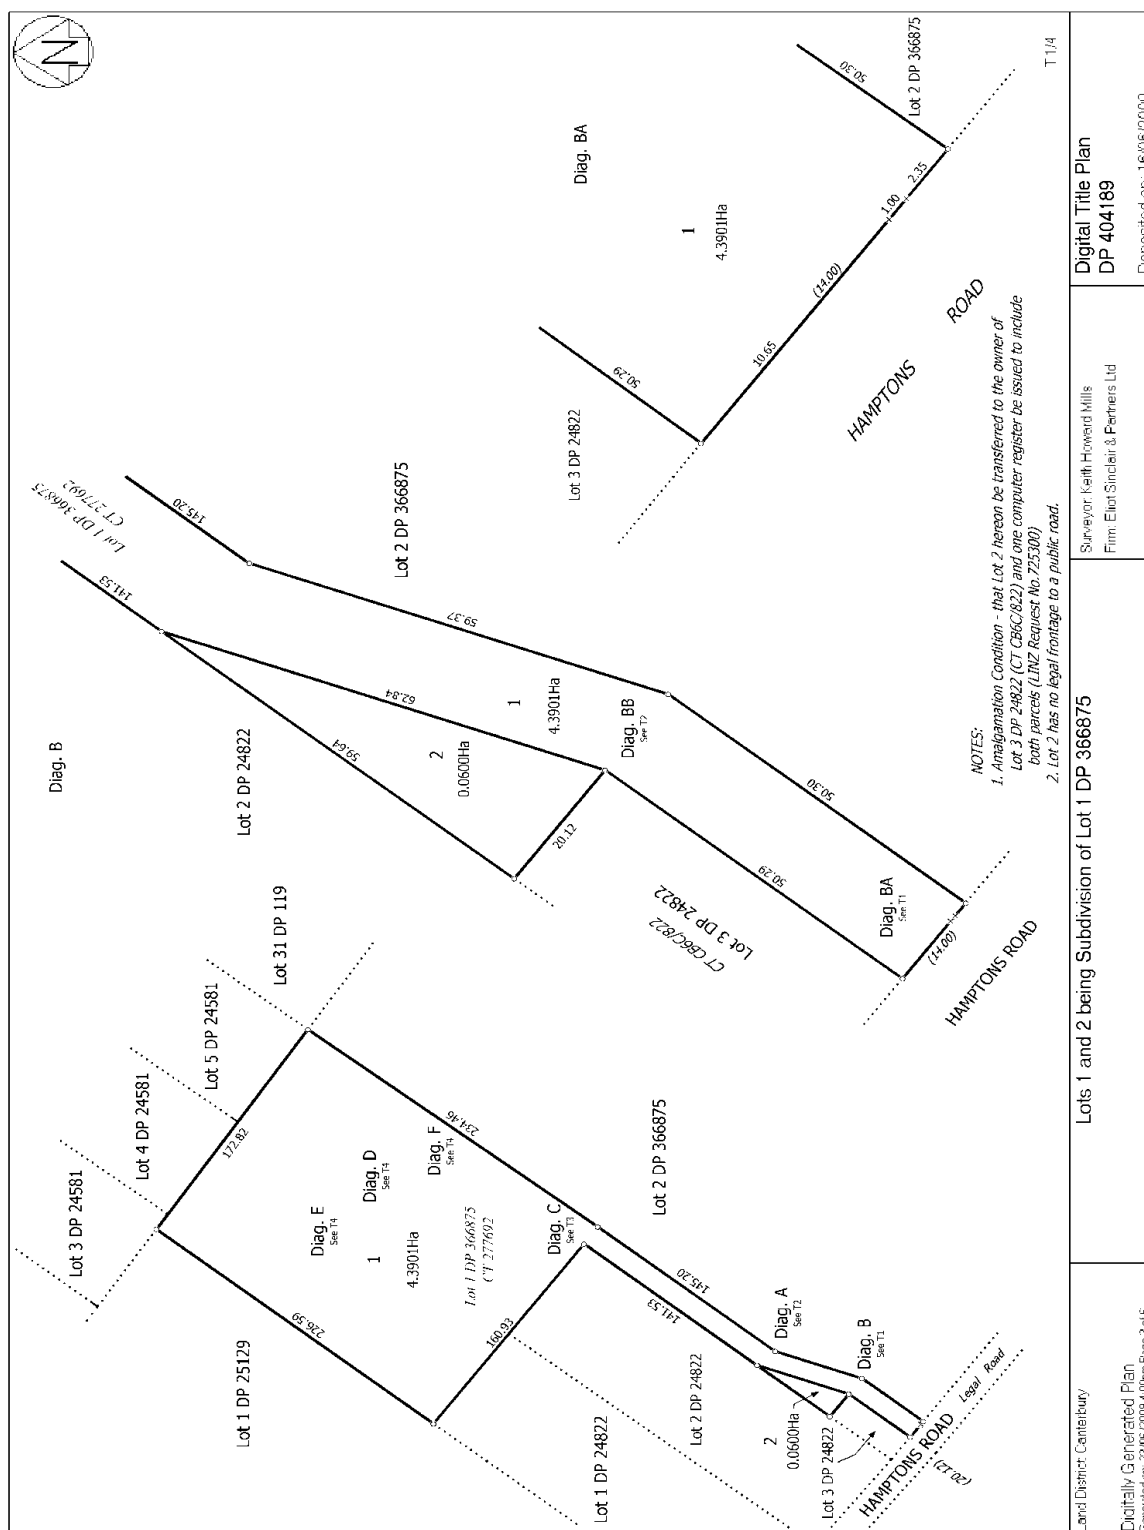 N
Diag. B
Lot 1 DP 366875
CT 277692
141.53
145.20
Lot 2 DP 24822
59.64
62.84
2
0.0600Ha
1
4.3901Ha
59.37
Lot 2 DP 366875
20.12
Diag. BB
See T2
50.29
50.30
CT CB6C/822
Lot 3 DP 24822
Diag. BA
See T1
(14.00)
HAMPTONS ROAD
Diag. BA
50.30
1
4.3901Ha
50.29
Lot 3 DP 24822
Lot 2 DP 366875
10.65
(14.00)
1.00
2.35
HAMPTONS
ROAD
Lot 3 DP 24581
Lot 4 DP 24581
Lot 5 DP 24581
Lot 31 DP 119
172.82
Lot 1 DP 25129
226.59
Diag. E
See T4
Diag. D
See T4
Diag. F
See T4
234.46
1
4.3901Ha
Lot 1 DP 366875
CT 277692
160.93
Diag. C
See T3
Lot 2 DP 366875
Lot 1 DP 24822
Lot 2 DP 24822
141.53
145.20
Diag. A
See T2
Diag. B
See T1
2
0.0600Ha
Lot 3 DP 24822
HAMPTONS ROAD
Legal Road
(20.12)
NOTES:
1. Amalgamation Condition - that Lot 2 hereon be transferred to the owner of
Lot 3 DP 24822 (CT CB6C/822) and one computer register be issued to include
both parcels (LINZ Request No.725300)
2. Lot 2 has no legal frontage to a public road.
T 1/4
Land District: Canterbury
Digitally Generated Plan
Lots 1 and 2 being Subdivision of Lot 1 DP 366875
Surveyor: Keith Howard Mills
Firm: Eliot Sinclair & Partners Ltd
Digital Title Plan
DP 404189